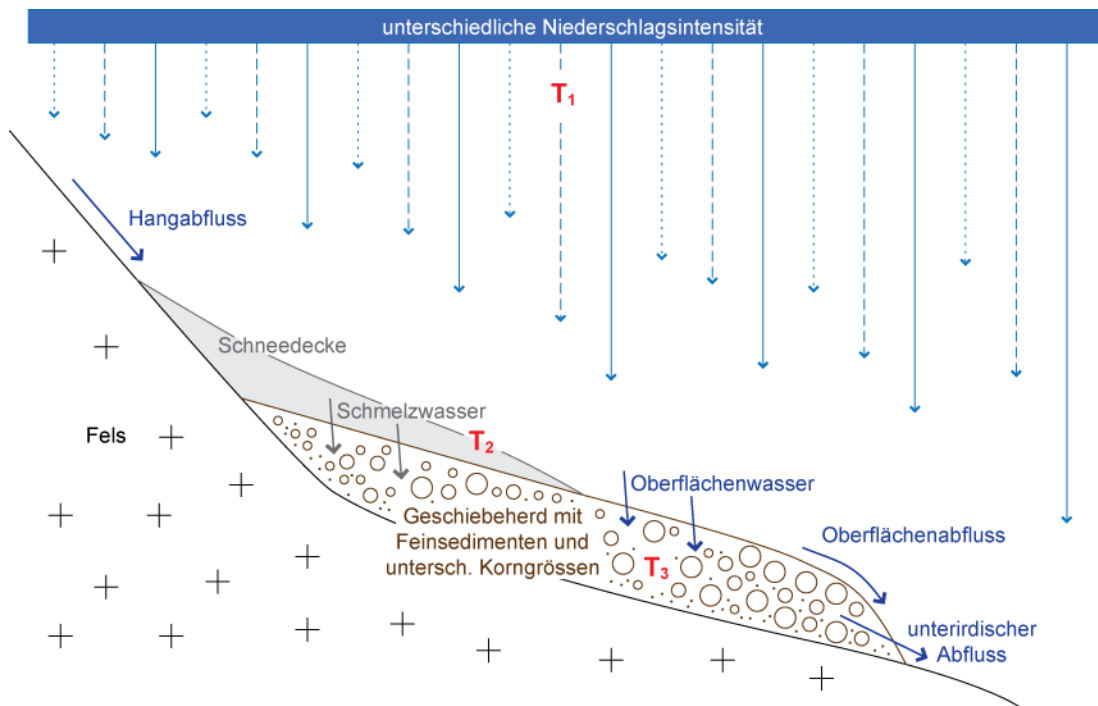 unterschiedliche Niederschlagsintensität
T₁
Hangabfluss
Schneedecke
Schmelzwasser
T₂
Fels
Oberflächenwasser
Geschiebeherd mit
Feinsedimenten und
untersch. Korngrössen
T₃
Oberflächenabfluss
unterirdischer
Abfluss